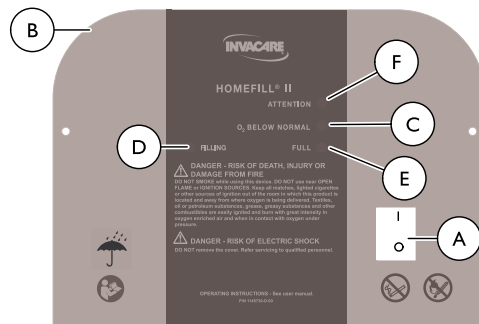 B
INVACARE
F
HOMEFILL® II
ATTENTION
C
O₂ BELOW NORMAL
D
FILLING
FULL
E
DANGER - RISK OF DEATH, INJURY OR
DAMAGE FROM FIRE
DO NOT SMOKE while using this device. DO NOT use near OPEN
FLAME or IGNITION SOURCES. Keep all matches, lighted cigarettes
or other sources of ignition out of the room in which this product is
located and away from where oxygen is being delivered. Textiles,
oil or petroleum substances, grease, greasy substances and other
combustibles are easily ignited and burn with great intensity in
oxygen enriched air and when in contact with oxygen under
pressure.
A
I
O
DANGER - RISK OF ELECTRIC SHOCK
DO NOT remove the cover. Refer servicing to qualified personnel.
OPERATING INSTRUCTIONS - See user manual.